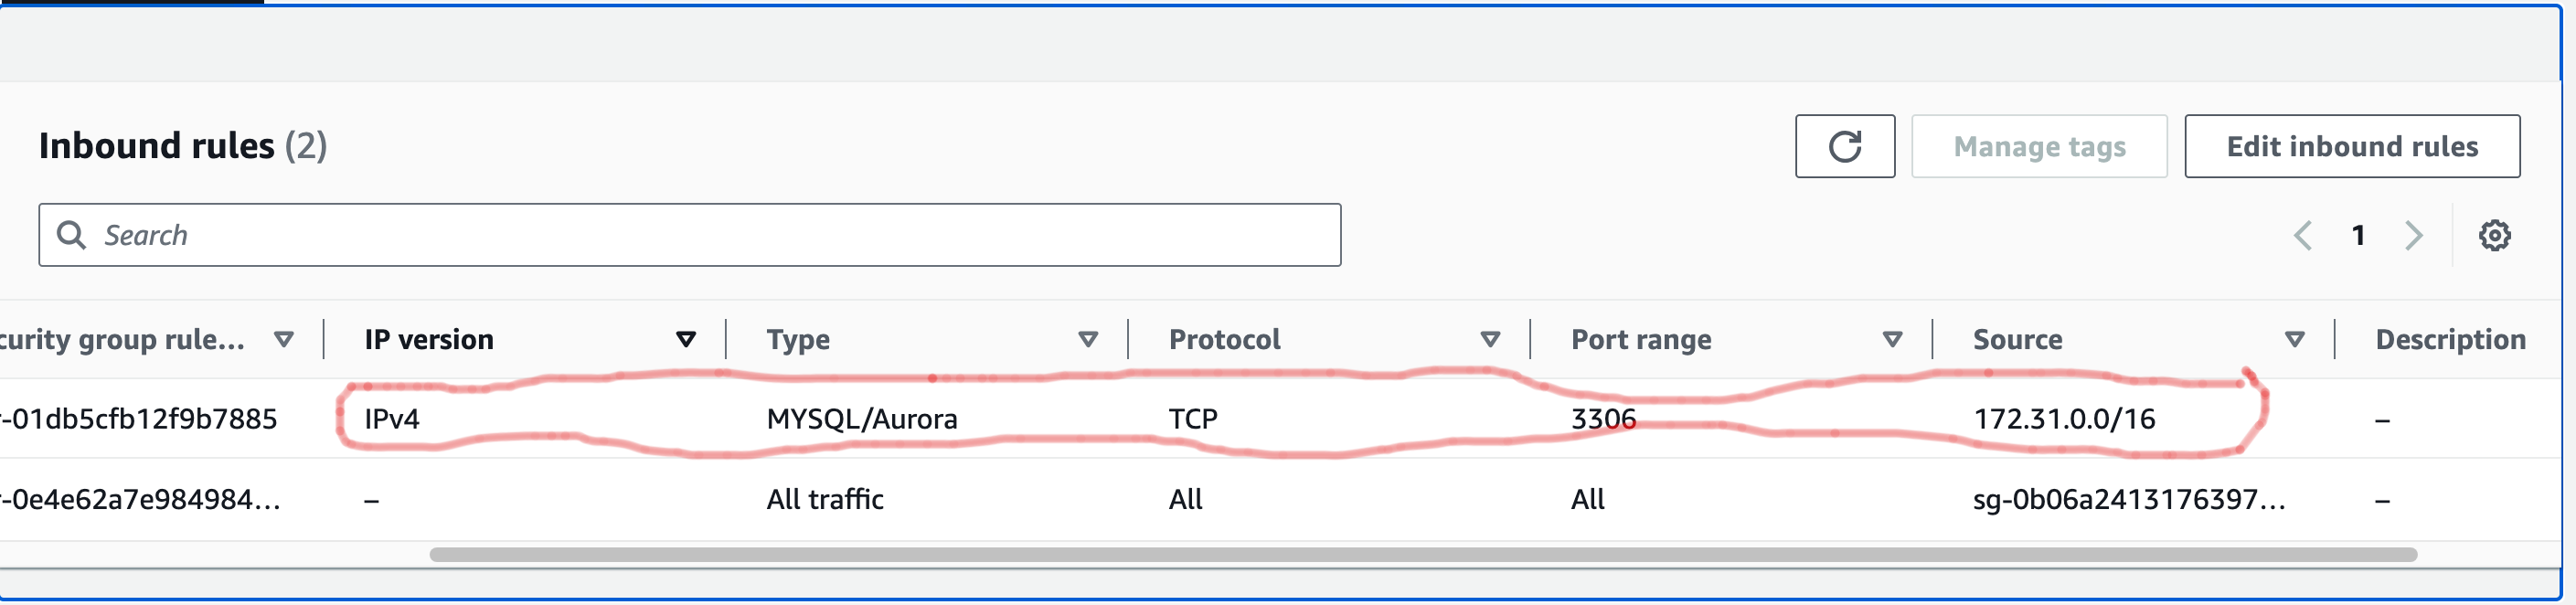 Inbound rules (2)
Manage tags
Edit inbound rules
Search
1
curity group rule... IP version Type Protocol Port range Source Description
-01db5cfb12f9b7885 IPv4 MYSQL/Aurora TCP 3306 172.31.0.0/16 –
-0e4e62a7e984984... – All traffic All All sg-0b06a2413176397... –